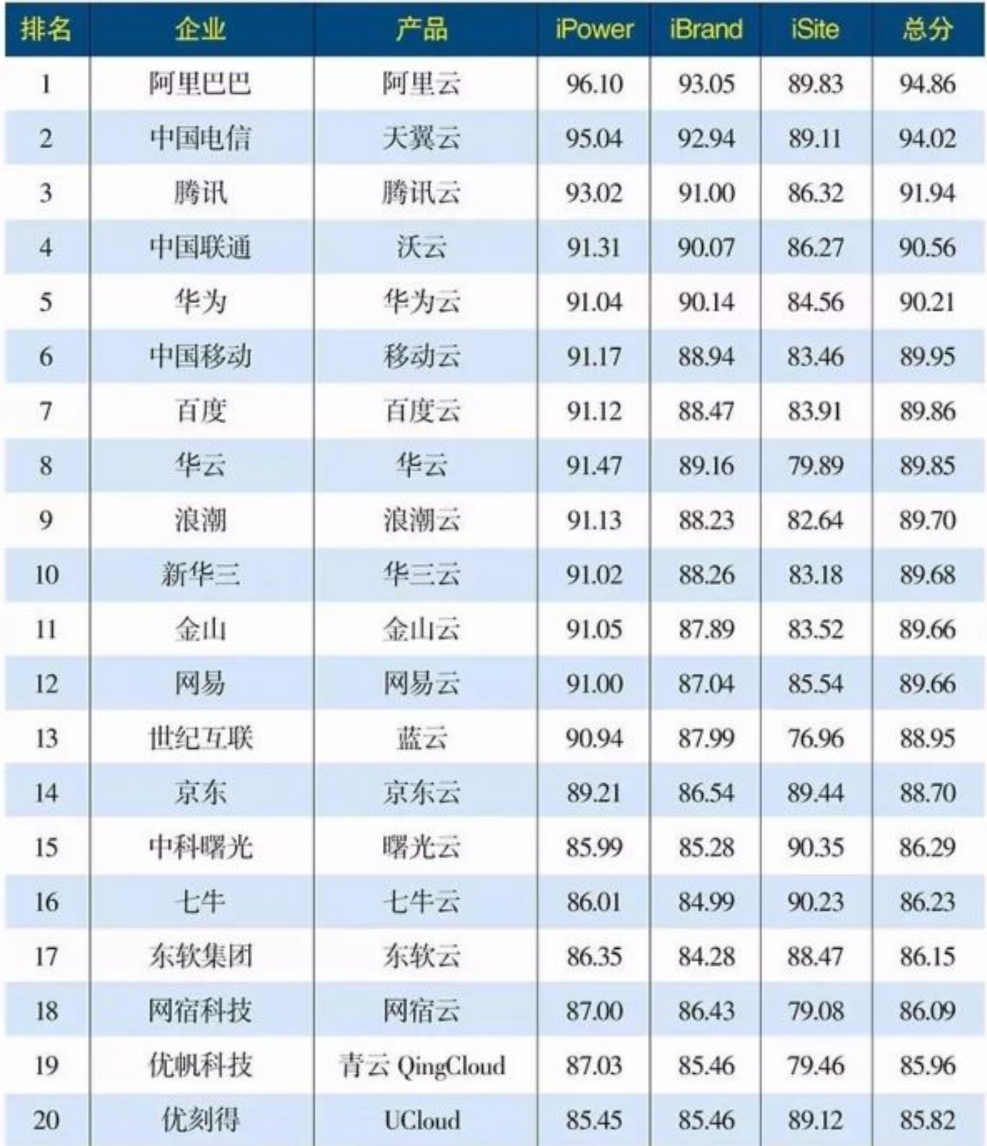 排名 企业 产品 iPower iBrand iSite 总分
1 阿里巴巴 阿里云 96.10 93.05 89.83 94.86
2 中国电信 天翼云 95.04 92.94 89.11 94.02
3 腾讯 腾讯云 93.02 91.00 86.32 91.94
4 中国联通 沃云 91.31 90.07 86.27 90.56
5 华为 华为云 91.04 90.14 84.56 90.21
6 中国移动 移动云 91.17 88.94 83.46 89.95
7 百度 百度云 91.12 88.47 83.91 89.86
8 华云 华云 91.47 89.16 79.89 89.85
9 浪潮 浪潮云 91.13 88.23 82.64 89.70
10 新华三 华三云 91.02 88.26 83.18 89.68
11 金山 金山云 91.05 87.89 83.52 89.66
12 网易 网易云 91.00 87.04 85.54 89.66
13 世纪互联 蓝云 90.94 87.99 76.96 88.95
14 京东 京东云 89.21 86.54 89.44 88.70
15 中科曙光 曙光云 85.99 85.28 90.35 86.29
16 七牛 七牛云 86.01 84.99 90.23 86.23
17 东软集团 东软云 86.35 84.28 88.47 86.15
18 网宿科技 网宿云 87.00 86.43 79.08 86.09
19 优帆科技 青云 QingCloud 87.03 85.46 79.46 85.96
20 优刻得 UCloud 85.45 85.46 89.12 85.82